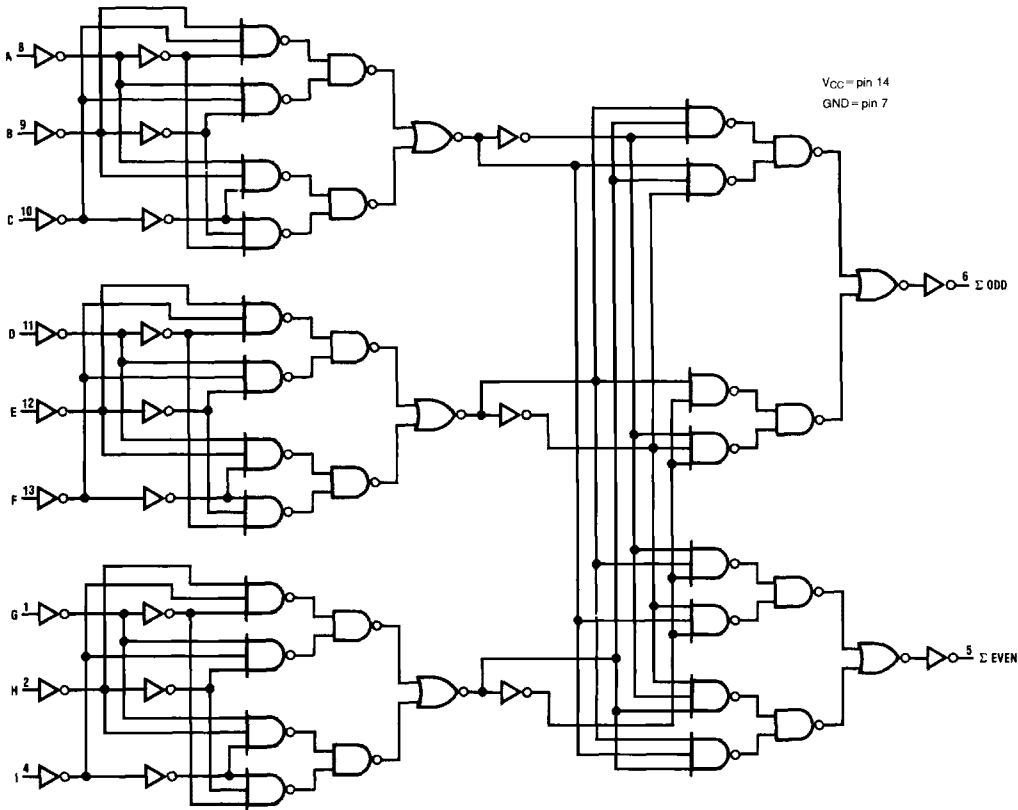 A 8
VCC = pin 14
GND = pin 7
B 9
C 10
6 Σ ODD
D 11
E 12
F 13
G 1
5 Σ EVEN
H 2
I 4